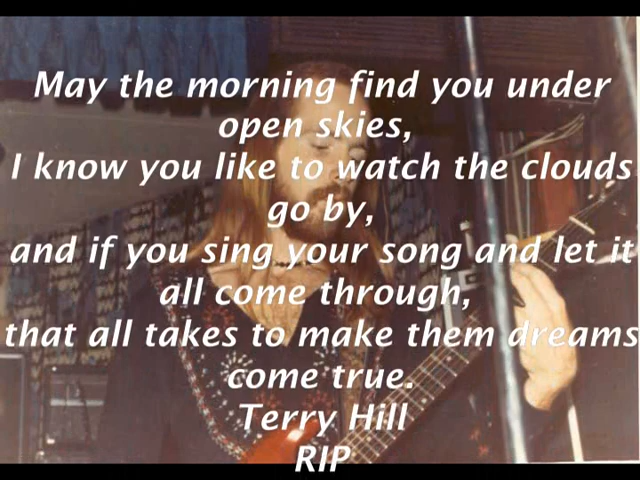 May the morning find you under
open skies,
I know you like to watch the clouds
go by,
and if you sing your song and let it
all come through,
that all takes to make them dreams
come true.
Terry Hill
RIP